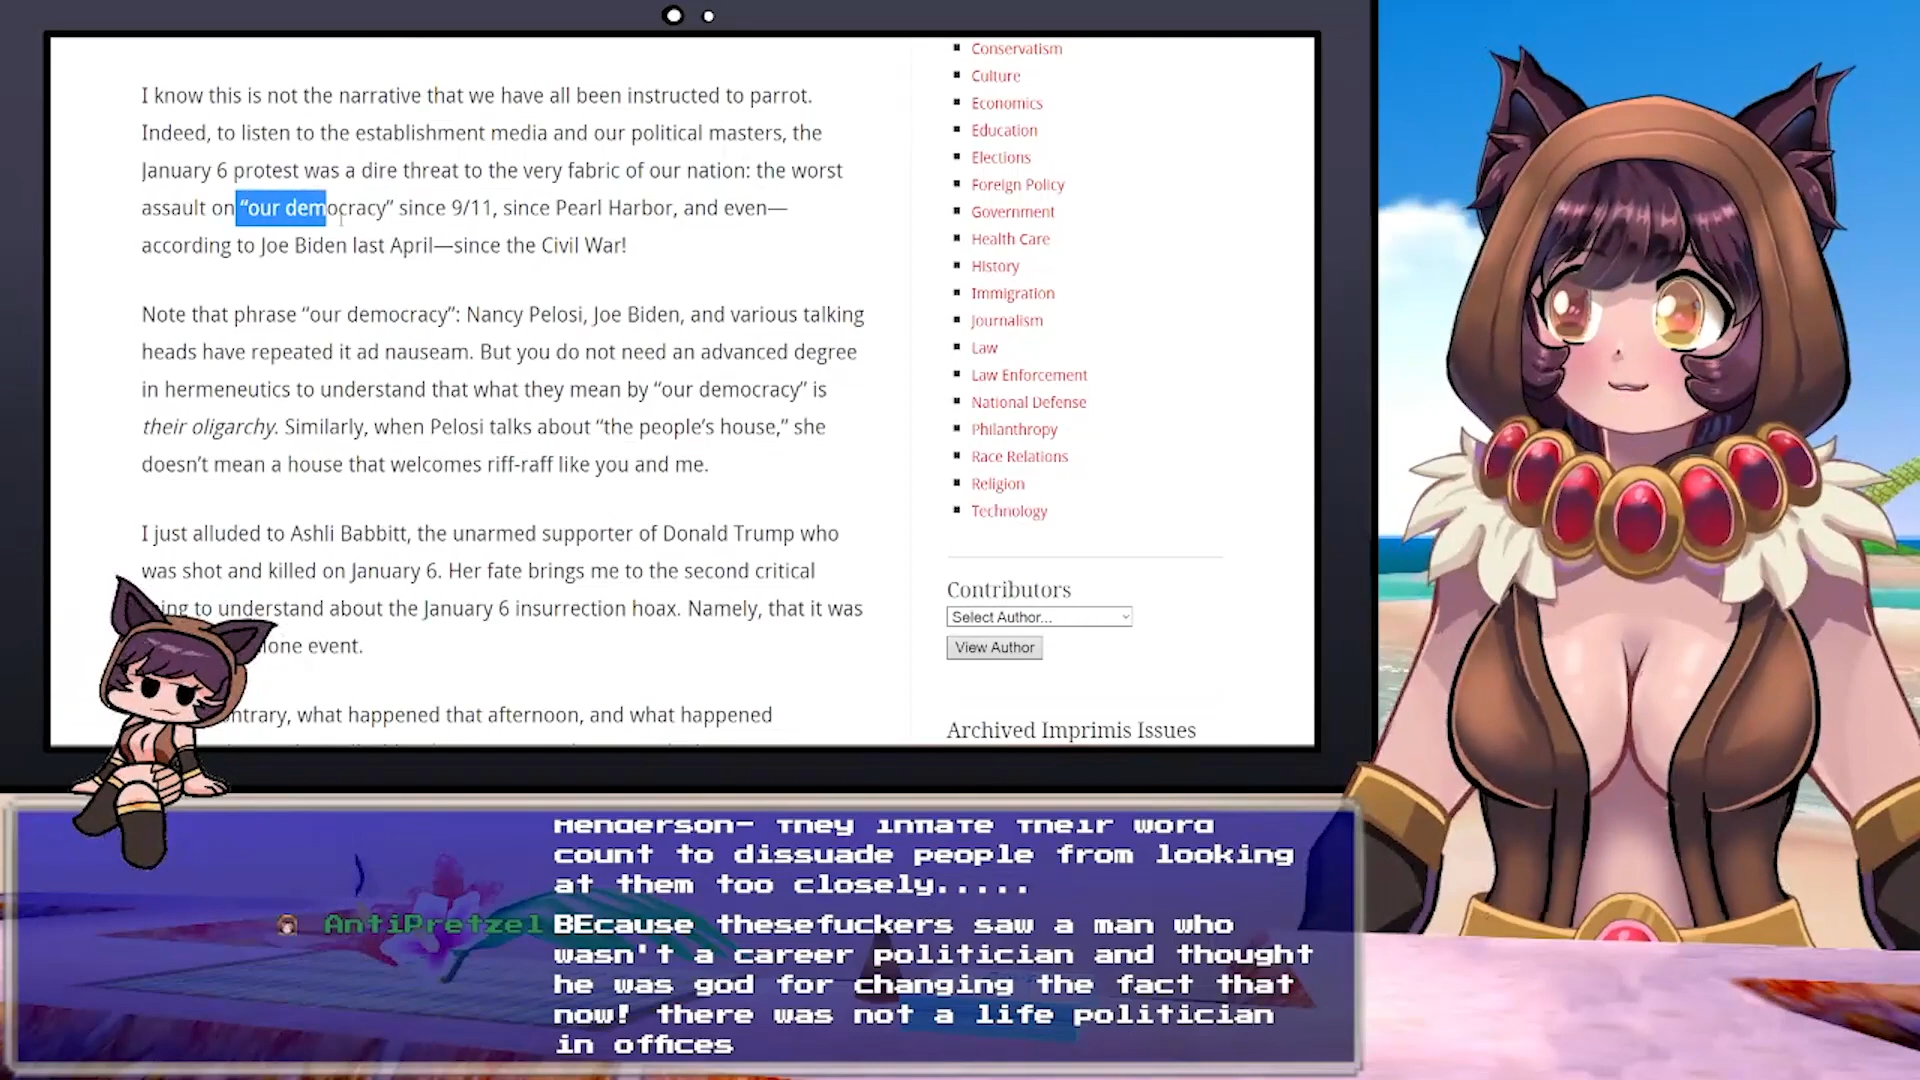 I know this is not the narrative that we have all been instructed to parrot.
Indeed, to listen to the establishment media and our political masters, the
January 6 protest was a dire threat to the very fabric of our nation: the worst
assault on “our democracy” since 9/11, since Pearl Harbor, and even—
according to Joe Biden last April—since the Civil War!
Note that phrase “our democracy”: Nancy Pelosi, Joe Biden, and various talking
heads have repeated it ad nauseam. But you do not need an advanced degree
in hermeneutics to understand that what they mean by “our democracy” is
their oligarchy. Similarly, when Pelosi talks about “the people’s house,” she
doesn’t mean a house that welcomes riff-raff like you and me.
I just alluded to Ashli Babbitt, the unarmed supporter of Donald Trump who
was shot and killed on January 6. Her fate brings me to the second critical
to understand about the January 6 insurrection hoax. Namely, that it was
event.
what happened that afternoon, and what happened
Conservatism
Culture
Economics
Education
Elections
Foreign Policy
Government
Health Care
History
Immigration
Journalism
Law
Law Enforcement
National Defense
Philanthropy
Race Relations
Religion
Technology
Contributors
Select Author...
View Author
Archived Imprimis Issues
Henderson- They inflate their word
count to dissuade people from looking
at them too closely.....
AntiPretzel BEcause thesefuckers saw a man who
wasn't a career politician and thought
he was god for changing the fact that
now! there was not a life politician
in offices